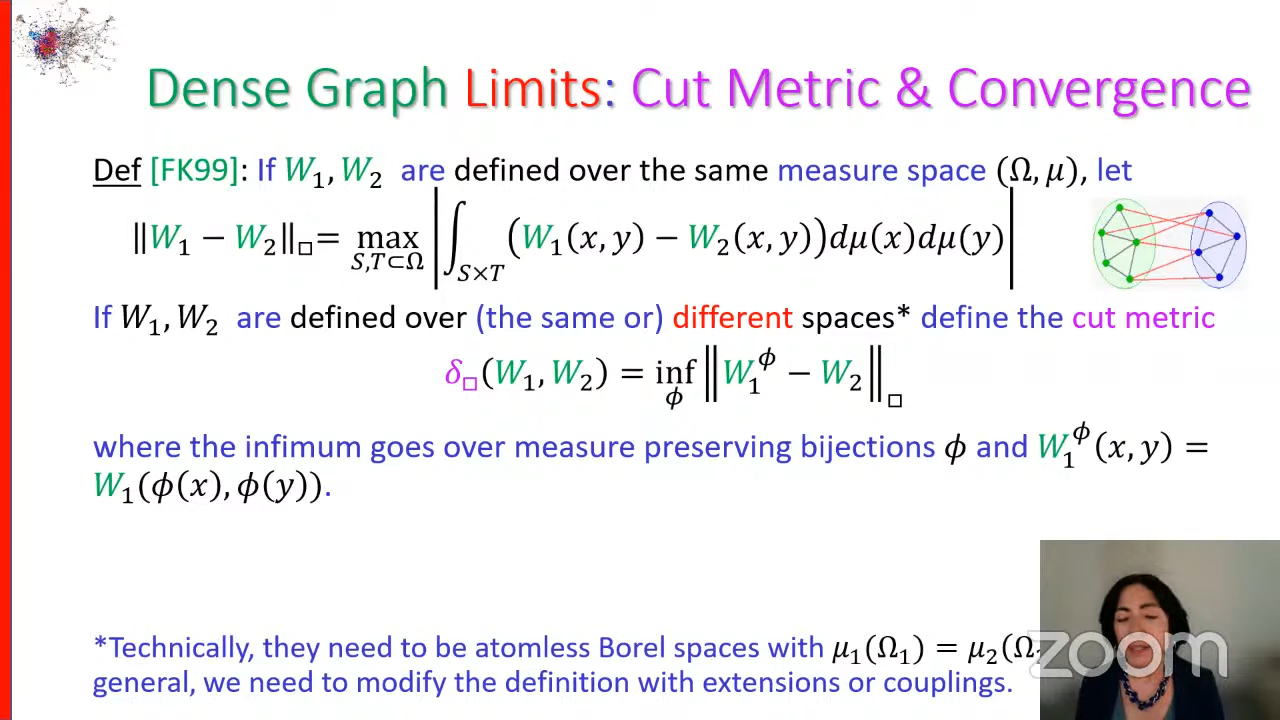 Dense Graph Limits: Cut Metric & Convergence
Def [FK99]: If W₁, W₂ are defined over the same measure space (Ω, μ), let
‖W₁ − W₂‖□= max S,T⊂Ω |∫S×T (W₁(x, y) − W₂(x, y))dμ(x)dμ(y)|
If W₁, W₂ are defined over (the same or) different spaces* define the cut metric
δ□(W₁, W₂) = inf ϕ ‖W₁^ϕ − W₂‖□
where the infimum goes over measure preserving bijections ϕ and W₁^ϕ(x, y) =
W₁(ϕ(x), ϕ(y)).
*Technically, they need to be atomless Borel spaces with μ₁(Ω₁) = μ₂(Ω
general, we need to modify the definition with extensions or couplings.
zoom